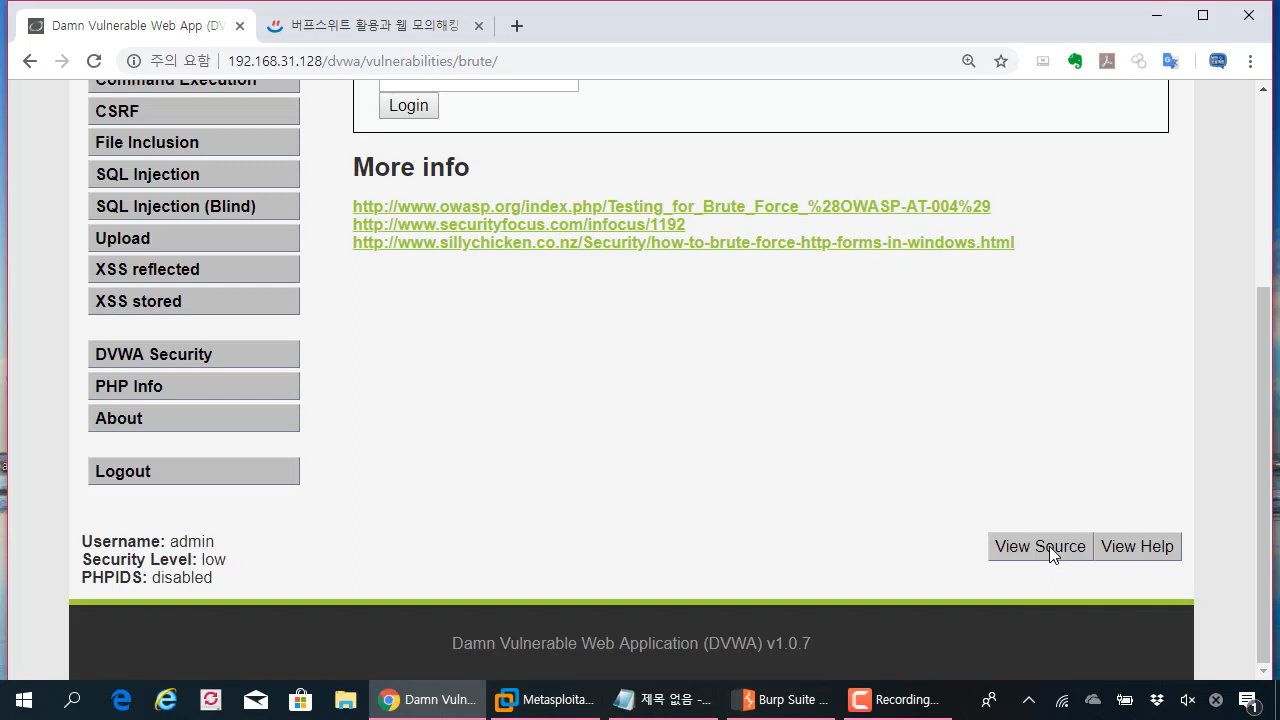 Damn Vulnerable Web App (DV
버프스위트 활용과 웹 모의해킹
주의 요함
192.168.31.128/dvwa/vulnerabilities/brute/
Command Execution
CSRF
File Inclusion
SQL Injection
SQL Injection (Blind)
Upload
XSS reflected
XSS stored
DVWA Security
PHP Info
About
Logout
Login
More info
http://www.owasp.org/index.php/Testing_for_Brute_Force_%28OWASP-AT-004%29
http://www.securityfocus.com/infocus/1192
http://www.sillychicken.co.nz/Security/how-to-brute-force-http-forms-in-windows.html
Username: admin
Security Level: low
PHPIDS: disabled
View Source
View Help
Damn Vulnerable Web Application (DVWA) v1.0.7
Damn Vuln...
Metasploita...
제목 없음 -...
Burp Suite ...
Recording...
1